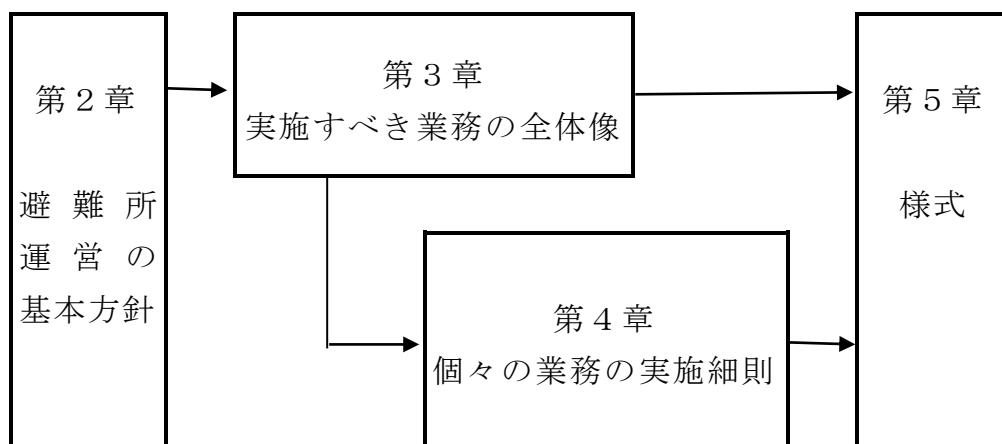 第２章
避難所
運営の
基本方針
第３章
実施すべき業務の全体像
第４章
個々の業務の実施細則
第５章
様式